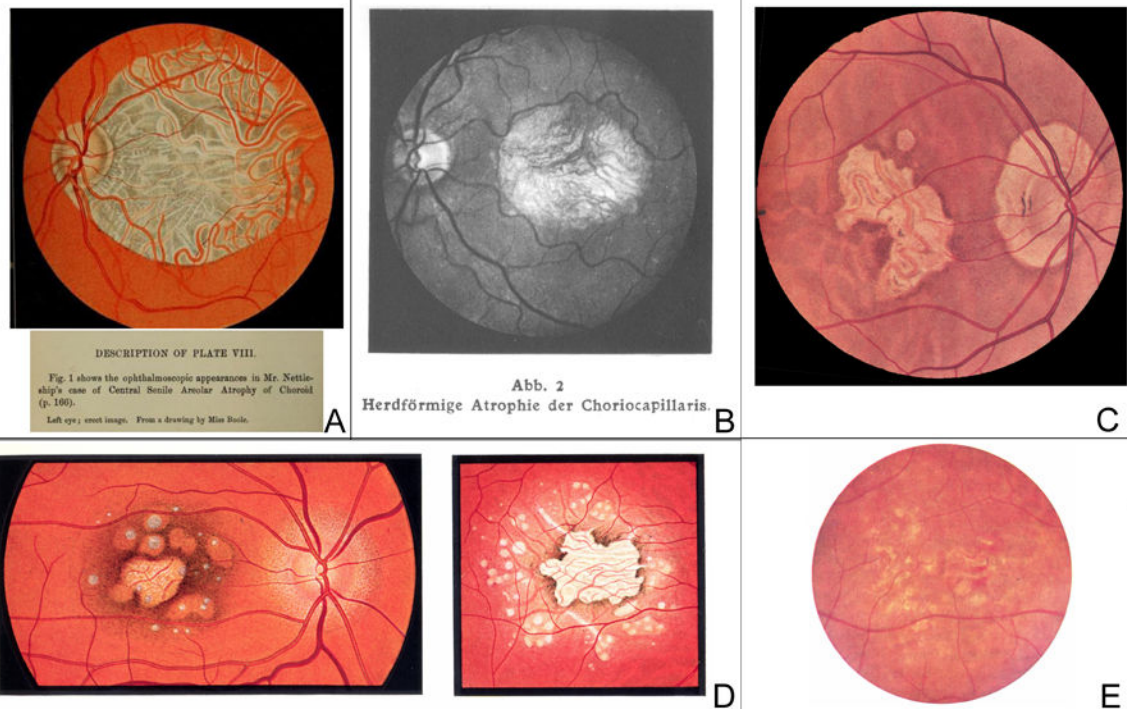 DESCRIPTION OF PLATE VIII.
Fig. 1 shows the ophthalmoscopic appearances in Mr. Nettle-
ship's case of Central Senile Areolar Atrophy of Choroid
(p. 166).
Left eye; erect image. From a drawing by Miss Boole.
A
Abb. 2
Herdförmige Atrophie der Choriocapillaris.
B
C
D
E